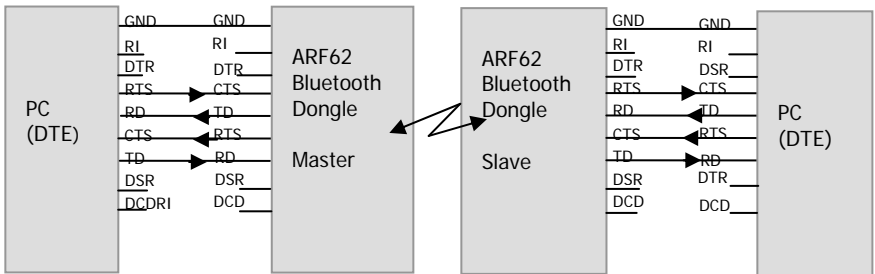 GND GND GND GND
RI RI RI RI
DTR DTR DTR DSR
RTS CTS RTS CTS
RD TD RD TD
CTS RTS CTS RTS
TD RD TD RD
DSR DSR DSR DTR
DCDRI DCD DCD DCD
PC
(DTE)
ARF62
Bluetooth
Dongle
Master
ARF62
Bluetooth
Dongle
Slave
PC
(DTE)